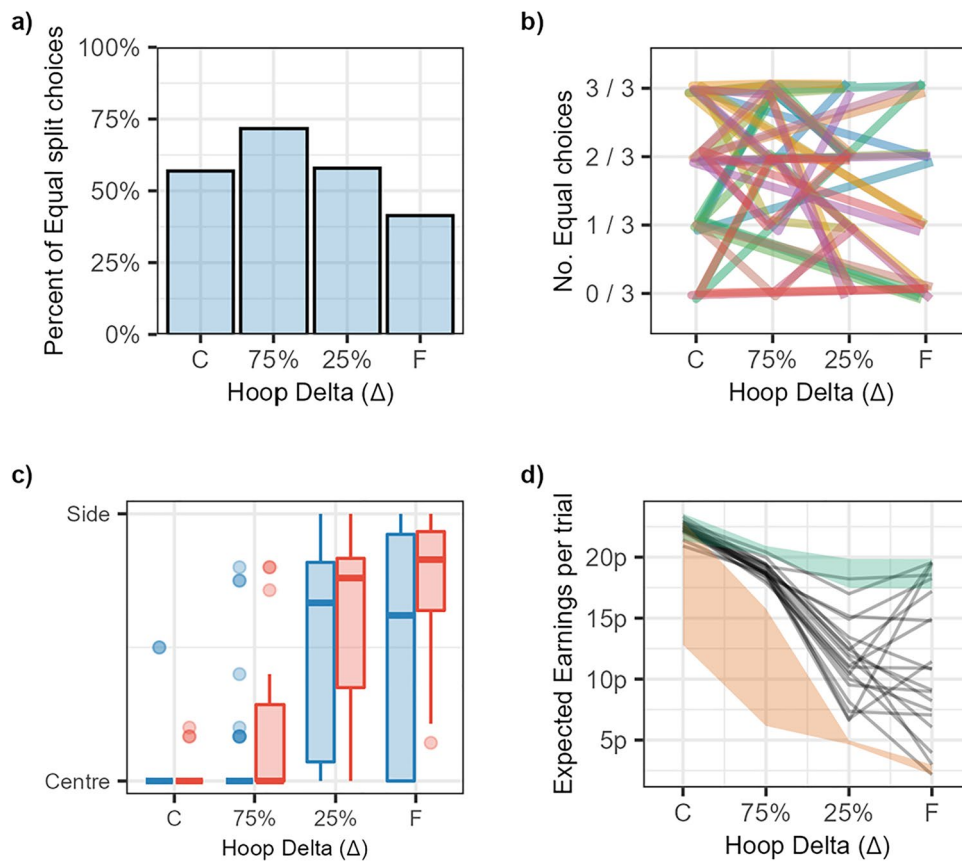 a)
100%
75%
50%
25%
0%
Percent of Equal split choices
C 75% 25% F
Hoop Delta (Δ)
b)
3 / 3
2 / 3
1 / 3
0 / 3
No. Equal choices
C 75% 25% F
Hoop Delta (Δ)
c)
Side
Centre
C 75% 25% F
Hoop Delta (Δ)
d)
20p
15p
10p
5p
Expected Earnings per trial
C 75% 25% F
Hoop Delta (Δ)